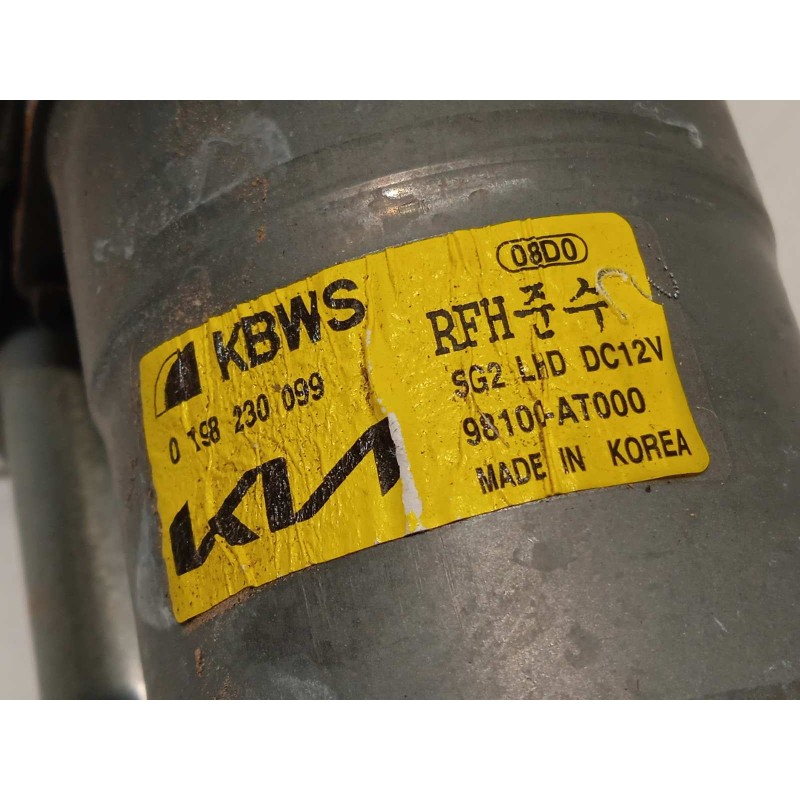 KBWS
0 198 230 099
KIA
08D0
RFH준수
SG2 LHD DC12V
98100-AT000
MADE IN KOREA